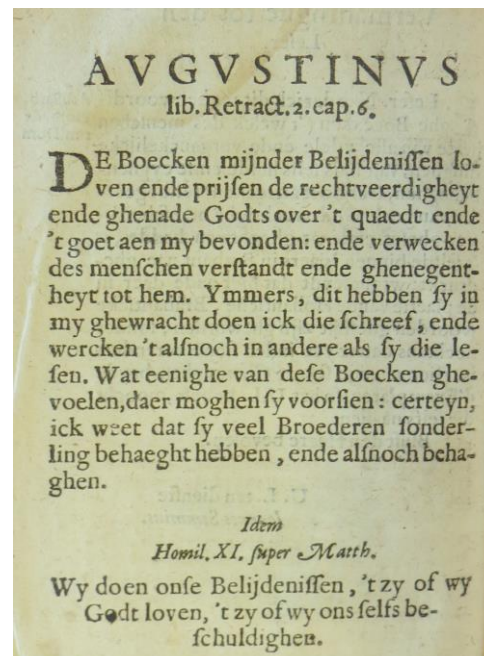 AVGVSTINVS
lib.Retract.2.cap.6.
DE Boecken mijnder Belijdenissen lo-
ven ende prijsen de rechtveerdigheyt
ende ghenade Godts over 't quaedt ende
't goet aen my bevonden: ende verwecken
des menschen verstandt ende ghenegent-
heyt tot hem. Ymmers, dit hebben sy in
my ghewracht doen ick die schreef, ende
wercken 't alsnoch in andere als sy die le-
sen. Wat eenighe van dese Boecken ghe-
voelen,daer moghen sy voorsien: certeyn,
ick weet dat sy veel Broederen sonder-
ling behaeght hebben, ende alsnoch beha-
ghen.
Idem
Homil. XI. super Matth.
Wy doen onse Belijdenissen, 't zy of wy
Godt loven, 't zy of wy ons selfs be-
schuldighen.